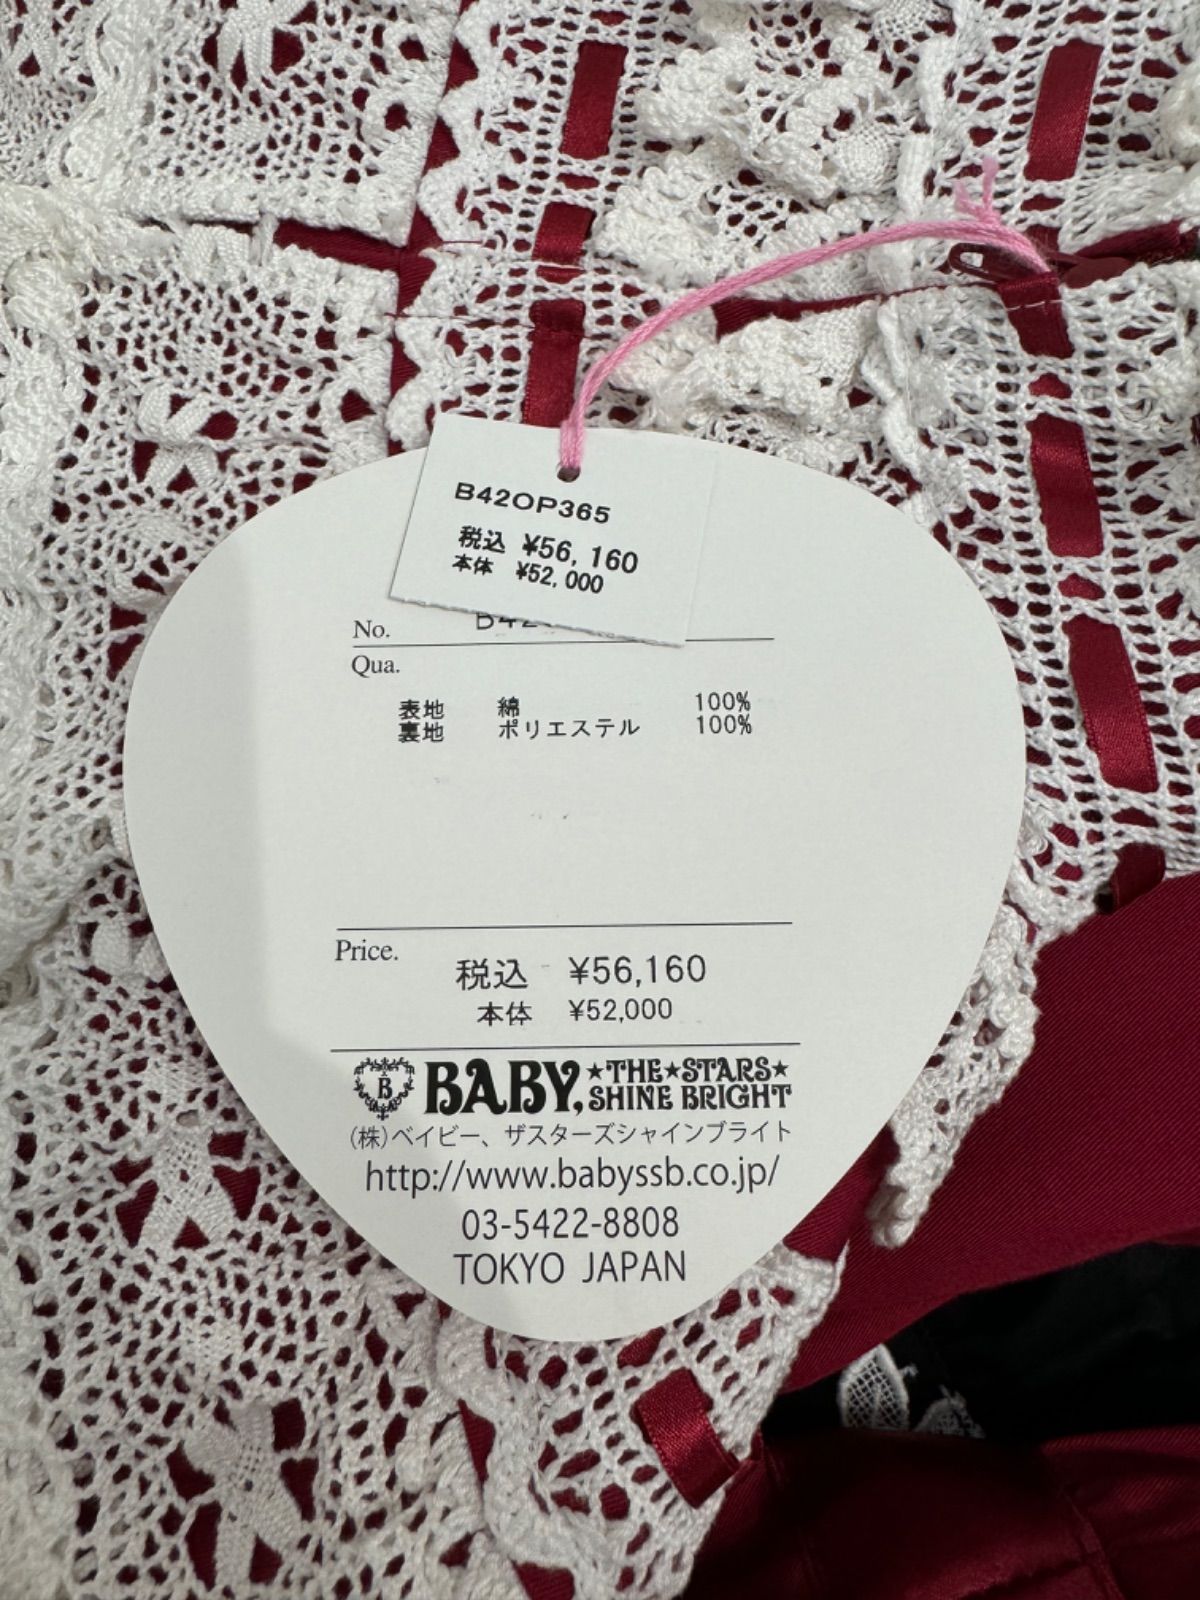 B42OP365
税込 ¥56,160
本体 ¥52,000
No.
Qua.
表地 綿 100%
裏地 ポリエステル 100%
Price.
税込 ¥56,160
本体 ¥52,000
B BABY, ★THE★STARS★
SHINE BRIGHT
(株)ベイビー、ザスターズシャインブライト
http://www.babyssb.co.jp/
03-5422-8808
TOKYO JAPAN